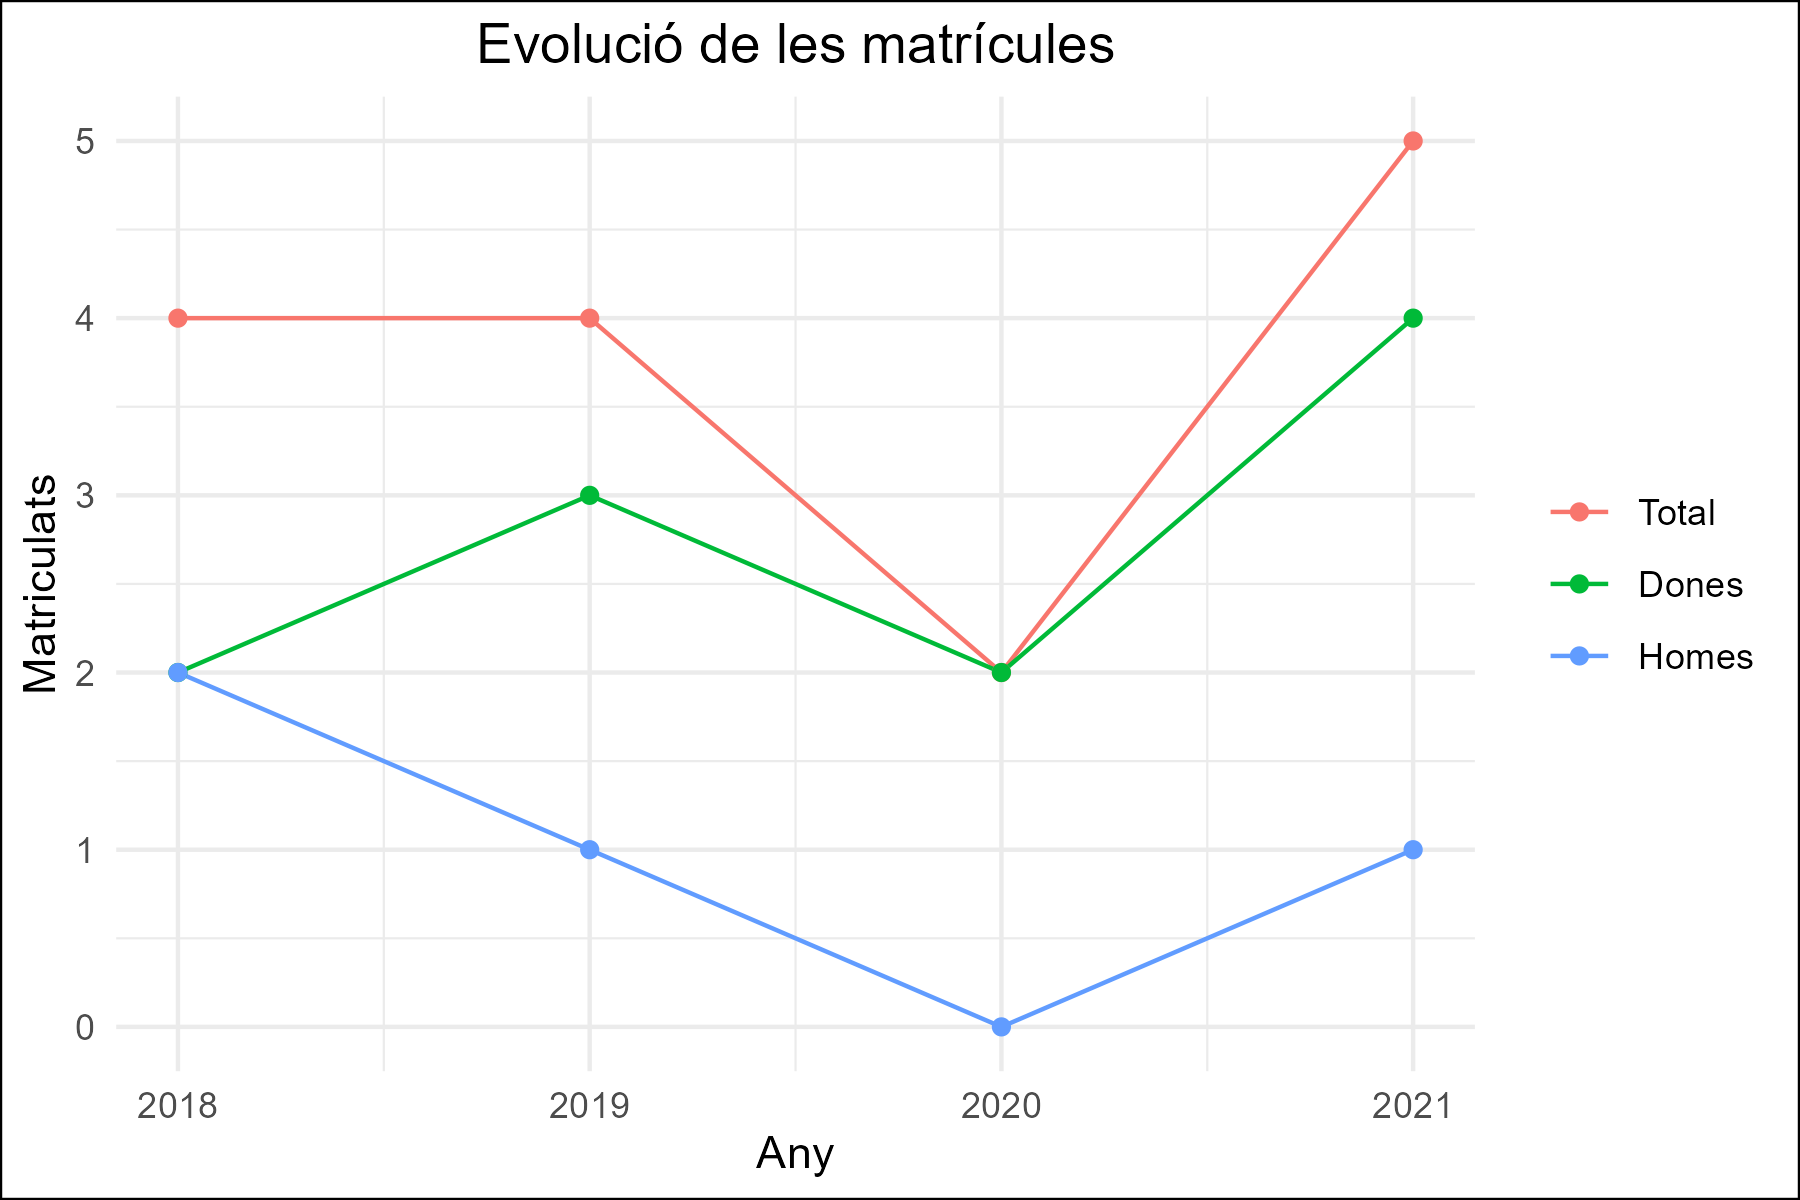 Evolució de les matrícules
Matriculats
5
4
3
2
1
0
2018 2019 2020 2021
Any
Total
Dones
Homes